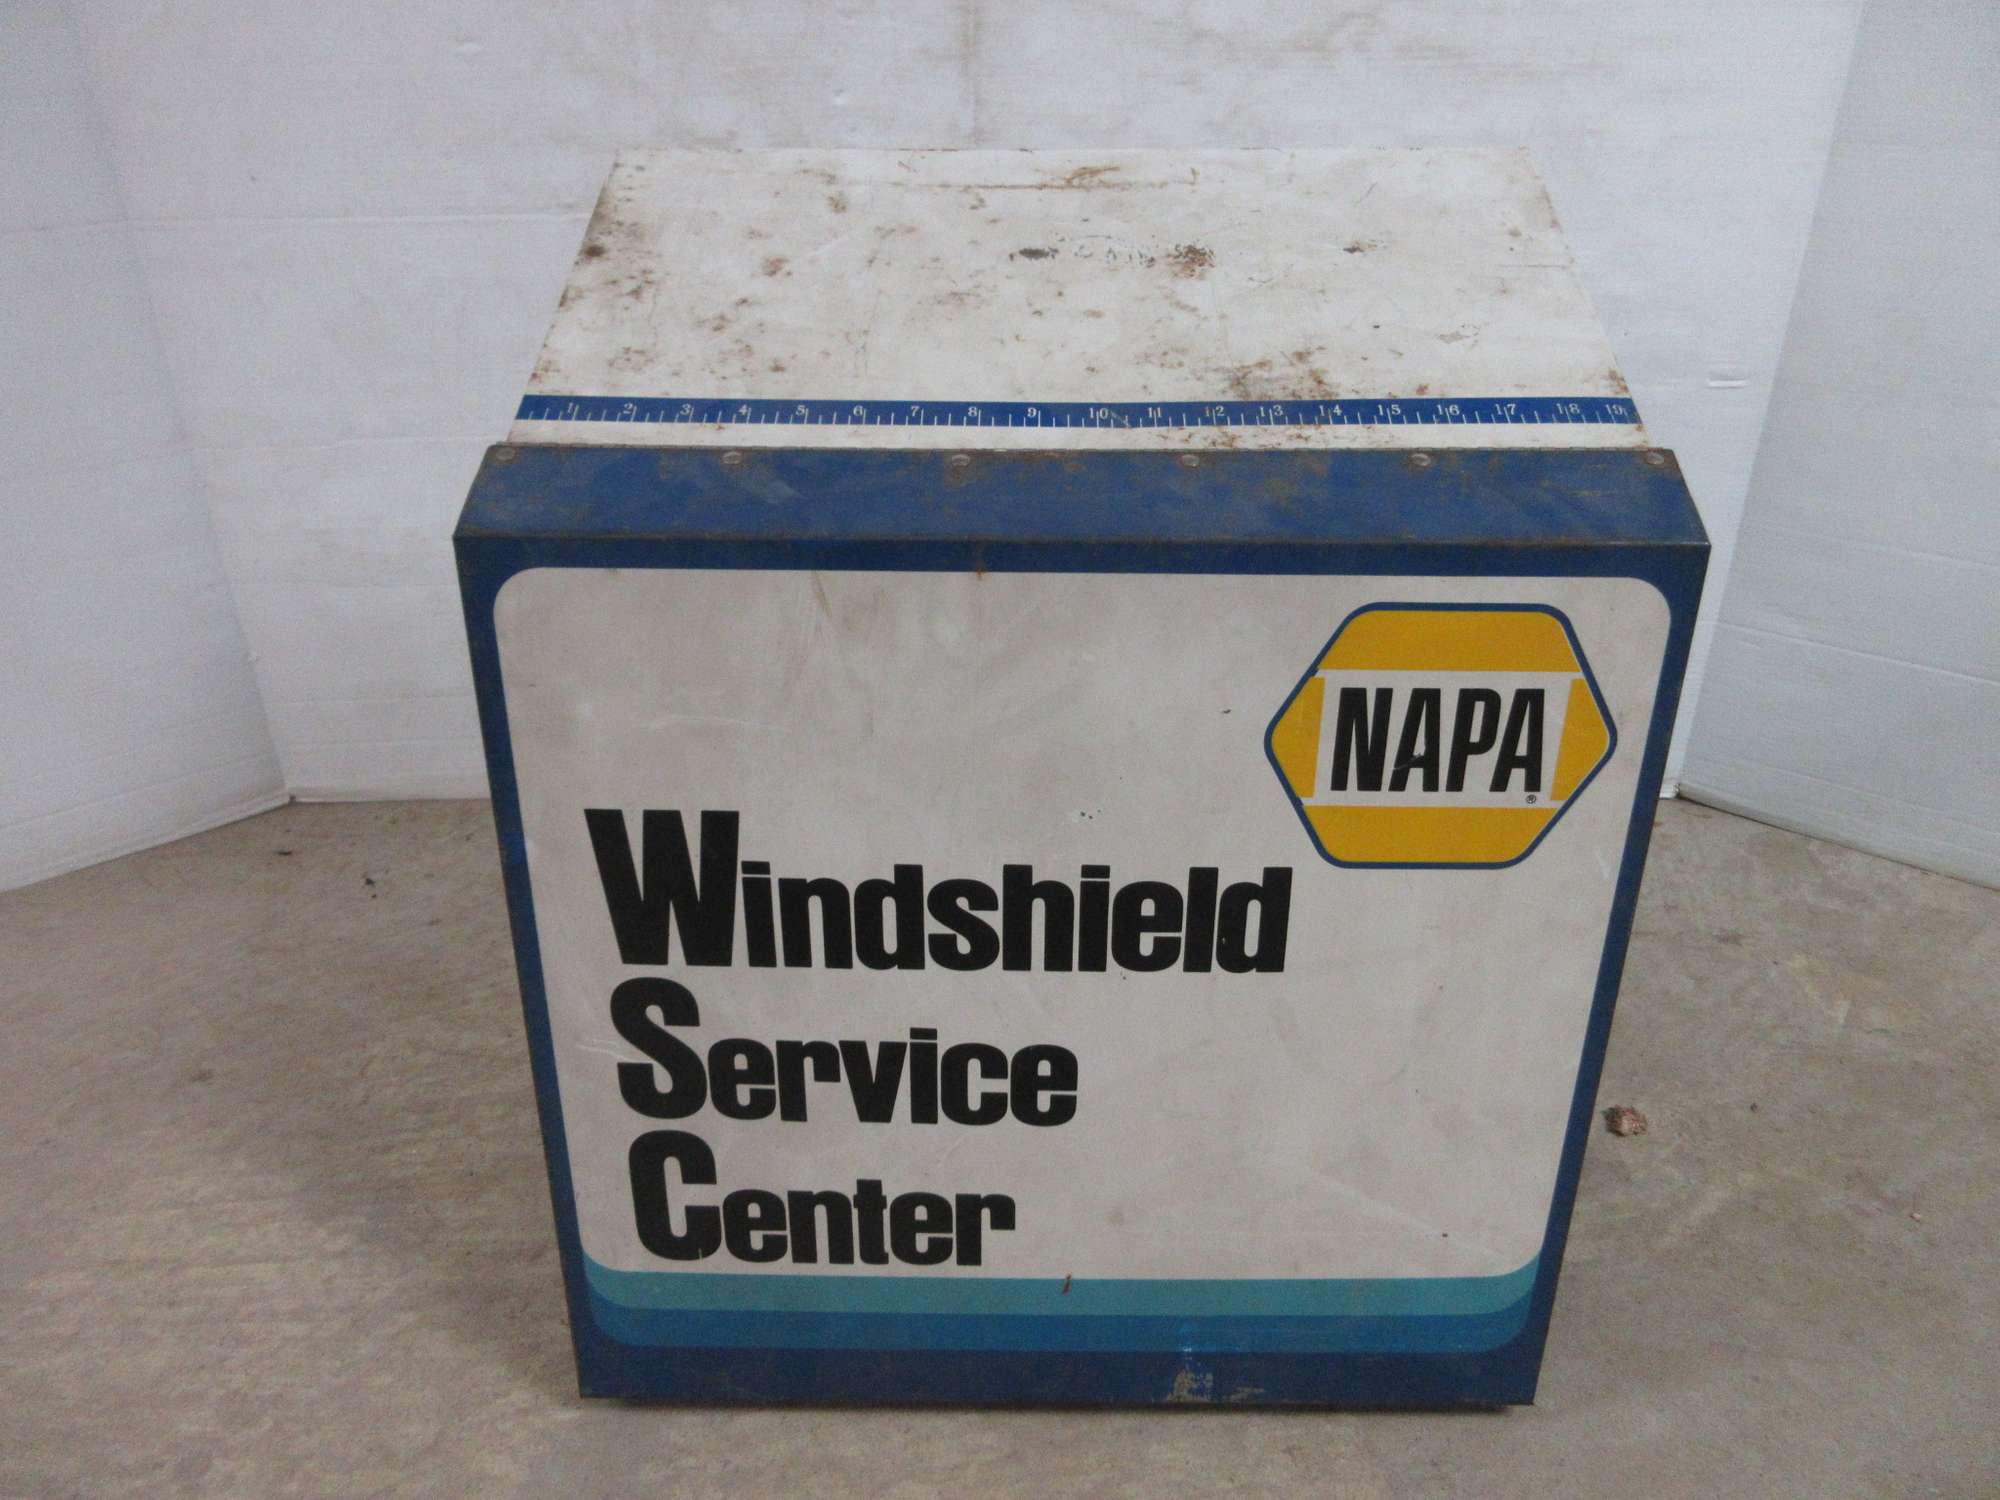 1 2 3 4 5 6 7 8 9 10 11 12 13 14 15 16 17 18 19
NAPA
®
Windshield
Service
Center